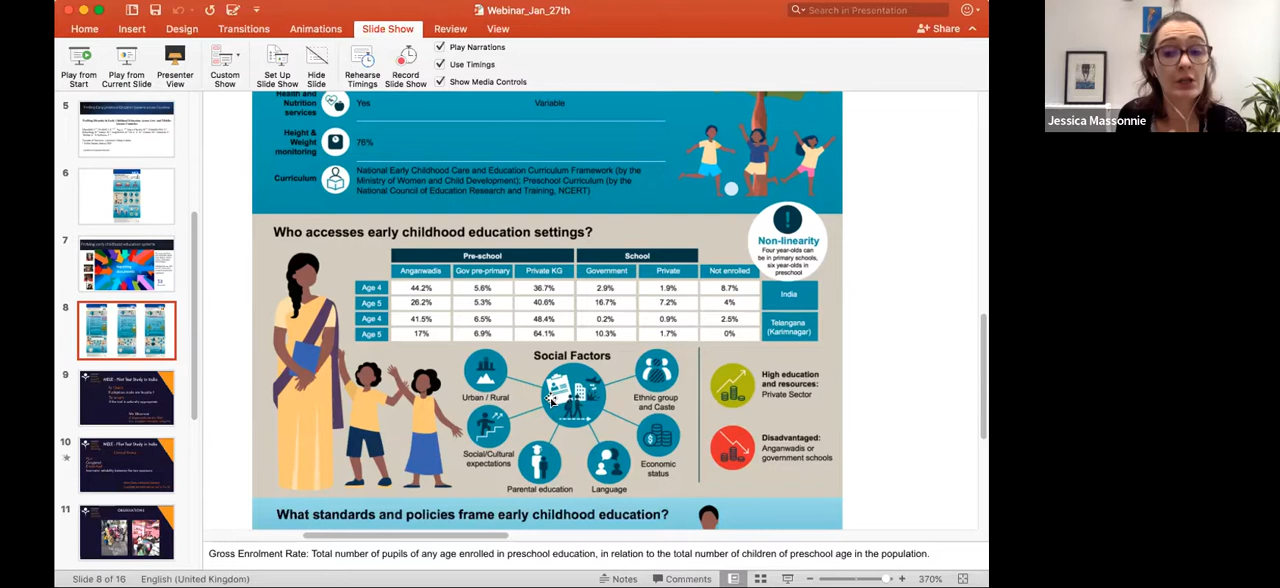 Webinar_Jan_27th
Search in Presentation
Home Insert Design Transitions Animations Slide Show Review View
Share
Play from Start
Play from Current Slide
Presenter View
Custom Show
Set Up Slide Show
Hide Slide
Rehearse Timings
Record Slide Show
Play Narrations
Use Timings
Show Media Controls
Jessica Massonnie
5
6
7
8
9
10
11
Health and Nutrition services
Yes
Variable
Height & Weight monitoring
76%
Curriculum
National Early Childhood Care and Education Curriculum Framework (by the
Ministry of Women and Child Development); Preschool Curriculum (by the
National Council of Education Research and Training, NCERT)
Who accesses early childhood education settings?
!
Non-linearity
Four year-olds can
be in primary schools,
six year-olds in
preschool
Pre-school School
Anganwadis Gov pre-primary Private KG Government Private Not enrolled
Age 4 44.2% 5.6% 36.7% 2.9% 1.9% 8.7%
India
Age 5 26.2% 5.3% 40.6% 16.7% 7.2% 4%
Age 4 41.5% 6.5% 48.4% 0.2% 0.9% 2.5%
Telangana
(Karimnagar)
Age 5 17% 6.9% 64.1% 10.3% 1.7% 0%
Social Factors
Urban / Rural
Ethnic group
and Caste
Social/Cultural
expectations
Economic
status
Parental education
Language
High education
and resources:
Private Sector
Disadvantaged:
Anganwadis or
government schools
What standards and policies frame early childhood education?
Gross Enrolment Rate: Total number of pupils of any age enrolled in preschool education, in relation to the total number of children of preschool age in the population.
Slide 8 of 16 English (United Kingdom)
Notes Comments 370%